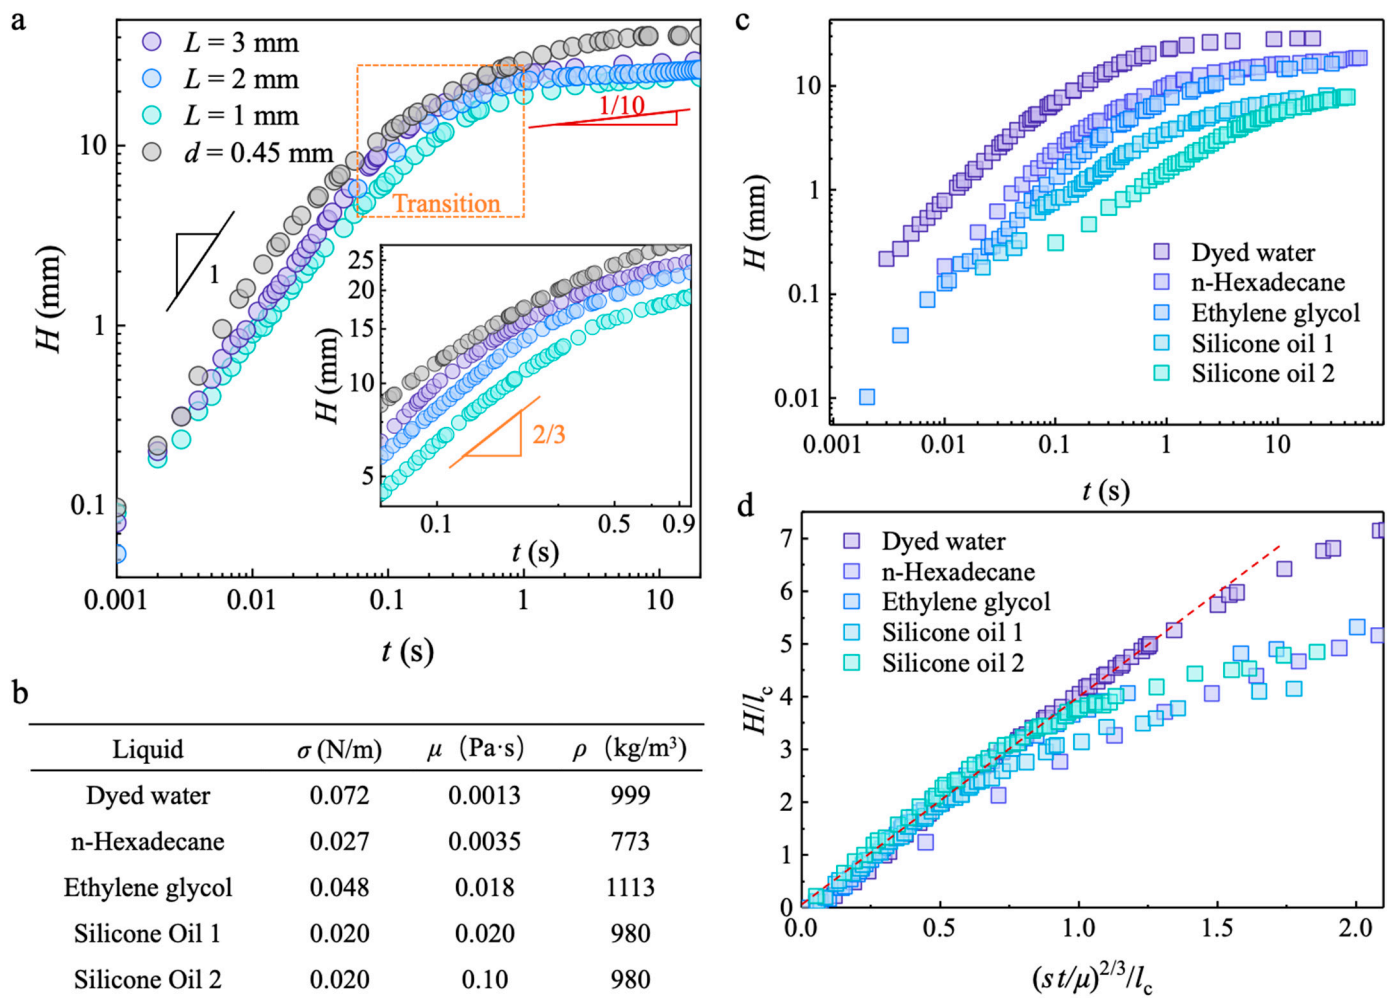 a
L = 3 mm
L = 2 mm
L = 1 mm
d = 0.45 mm
10
1
0.1
H (mm)
1
Transition
1/10
25
20
15
10
5
H (mm)
2/3
0.1
0.5
0.9
t (s)
0.001
0.01
0.1
1
10
t (s)
b
Liquid σ (N/m) μ (Pa·s) ρ (kg/m³)
Dyed water 0.072 0.0013 999
n-Hexadecane 0.027 0.0035 773
Ethylene glycol 0.048 0.018 1113
Silicone Oil 1 0.020 0.020 980
Silicone Oil 2 0.020 0.10 980
c
10
1
0.1
0.01
H (mm)
Dyed water
n-Hexadecane
Ethylene glycol
Silicone oil 1
Silicone oil 2
0.001
0.01
0.1
1
10
t (s)
d
7
6
5
4
3
2
1
0
H/lc
Dyed water
n-Hexadecane
Ethylene glycol
Silicone oil 1
Silicone oil 2
0.0
0.5
1.0
1.5
2.0
(st/μ)^2/3/lc